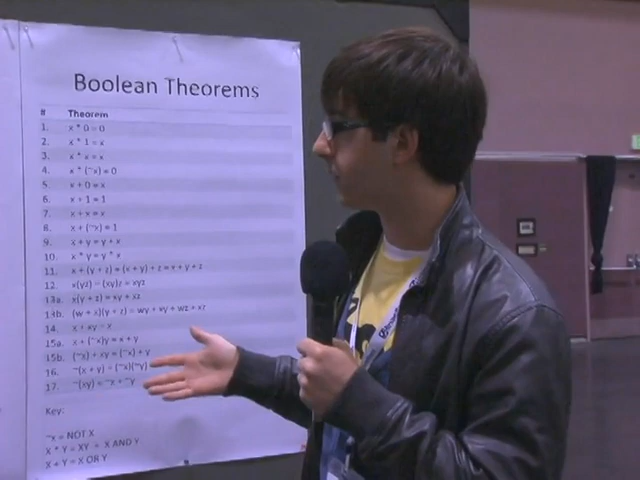 Boolean Theorems
# Theorem
1. x * 0 = 0
2. x * 1 = x
3. x * x = x
4. x * (¬x) = 0
5. x + 0 = x
6. x + 1 = 1
7. x + x = x
8. x + (¬x) = 1
9. x + y = y + x
10. x * y = y * x
11. x + (y + z) = (x + y) + z = x + y + z
12. x(yz) = (xy)z = xyz
13a. x(y + z) = xy + xz
13b. (w + x)(y + z) = wy + xy + wz + xz
14. x + xy = x
15a. x + (¬x)y = x + y
15b. (¬x) + xy = (¬x) + y
16. ¬(x + y) = (¬x)(¬y)
17. ¬(xy) = ¬x + ¬y
Key:
¬x = NOT X
X * Y = XY = X AND Y
X + Y = X OR Y